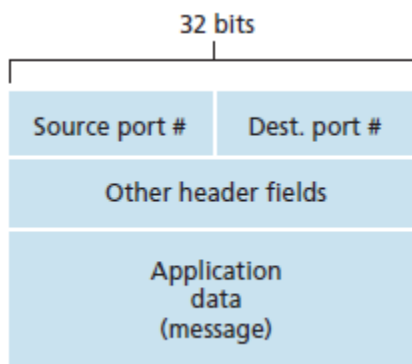 32 bits
Source port #
Dest. port #
Other header fields
Application
data
(message)